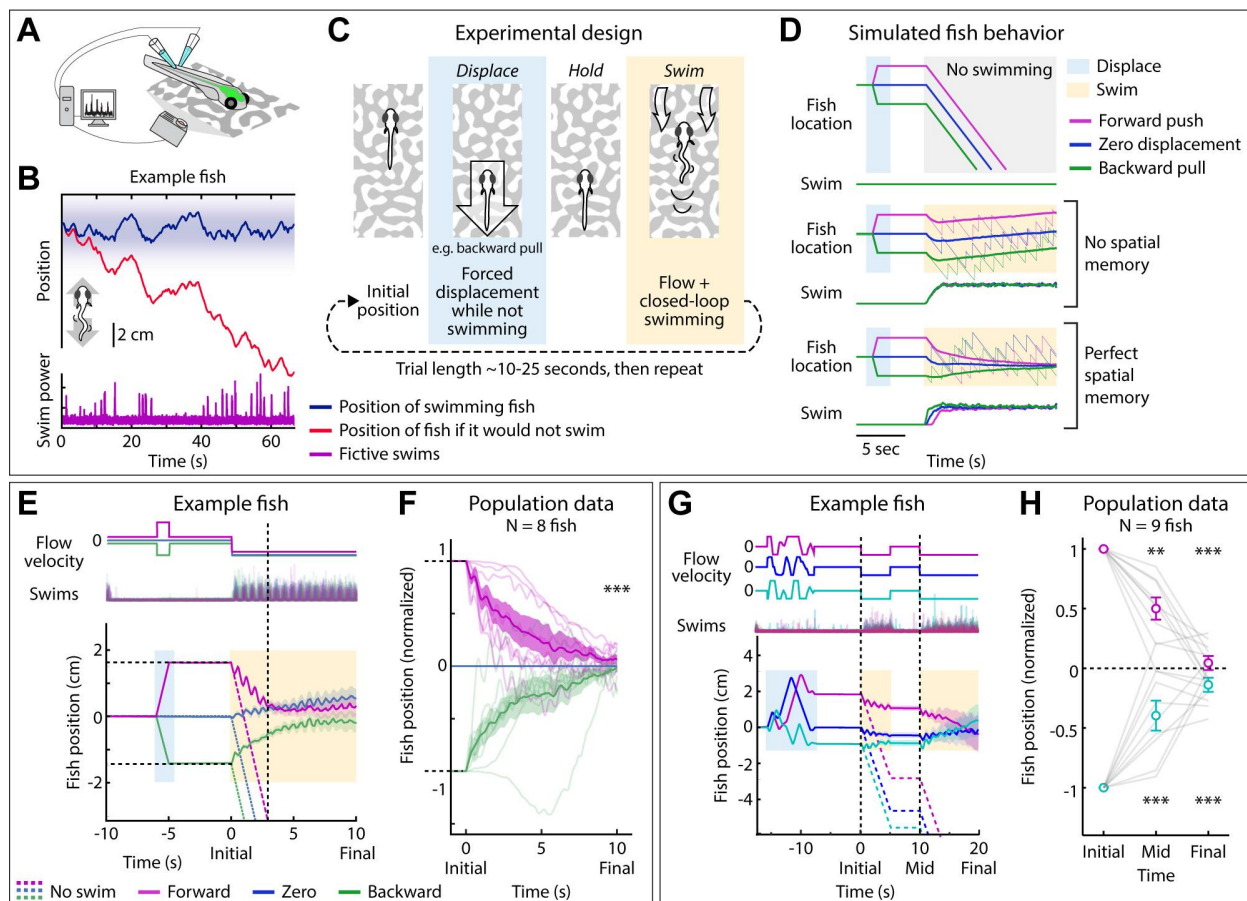 A
B
Example fish
Position
2 cm
Swim power
0
20
40
60
Time (s)
Position of swimming fish
Position of fish if it would not swim
Fictive swims
C
Experimental design
Displace
Hold
Swim
e.g. backward pull
Initial
position
Forced
displacement
while not
swimming
Flow +
closed-loop
swimming
Trial length ~10-25 seconds, then repeat
D
Simulated fish behavior
No swimming
Displace
Swim
Forward push
Zero displacement
Backward pull
Fish
location
Swim
Fish
location
Swim
No spatial
memory
Fish
location
Swim
Perfect
spatial
memory
5 sec
Time (s)
E
Example fish
Flow
velocity
0
Swims
Fish position (cm)
2
0
-2
-10
-5
0
5
10
Time (s)
Initial
Final
No swim
Forward
Zero
Backward
F
Population data
N = 8 fish
***
Fish position (normalized)
1
0
-1
0
5
10
Initial
Final
Time (s)
G
Example fish
Flow
velocity
0
0
0
Swims
Fish position (cm)
4
2
0
-2
-4
-10
0
10
20
Initial
Mid
Final
Time (s)
H
Population data
N = 9 fish
**
***
Fish position (normalized)
1
0.5
0
-0.5
-1
***
***
Initial
Mid
Final
Time